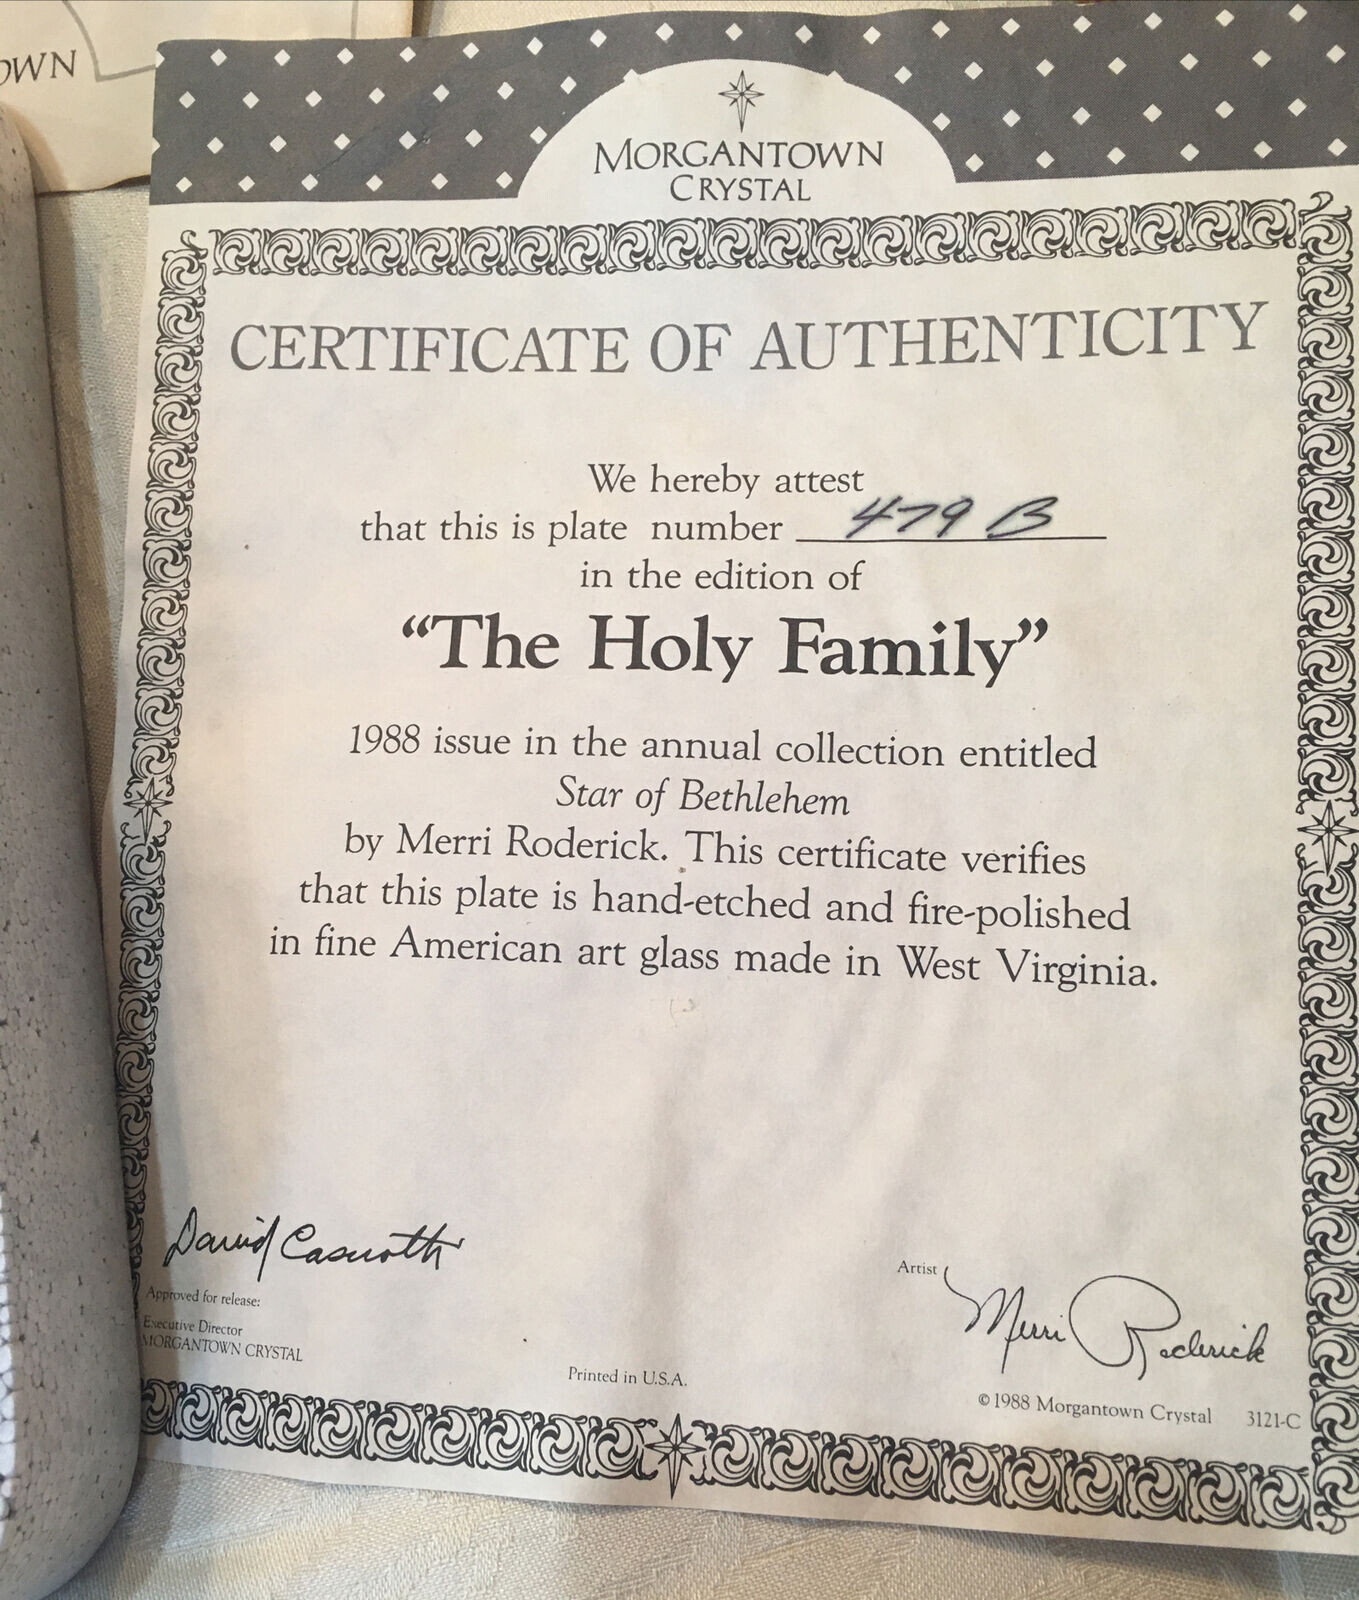 OWN
MORGANTOWN
CRYSTAL
CERTIFICATE OF AUTHENTICITY
We hereby attest
that this is plate number 479 B
in the edition of
“The Holy Family”
1988 issue in the annual collection entitled
Star of Bethlehem
by Merri Roderick. This certificate verifies
that this plate is hand-etched and fire-polished
in fine American art glass made in West Virginia.
David
Approved for release:
Executive Director
MORGANTOWN CRYSTAL
Printed in U.S.A.
Artist Merri Roderick
© 1988 Morgantown Crystal 3121-C